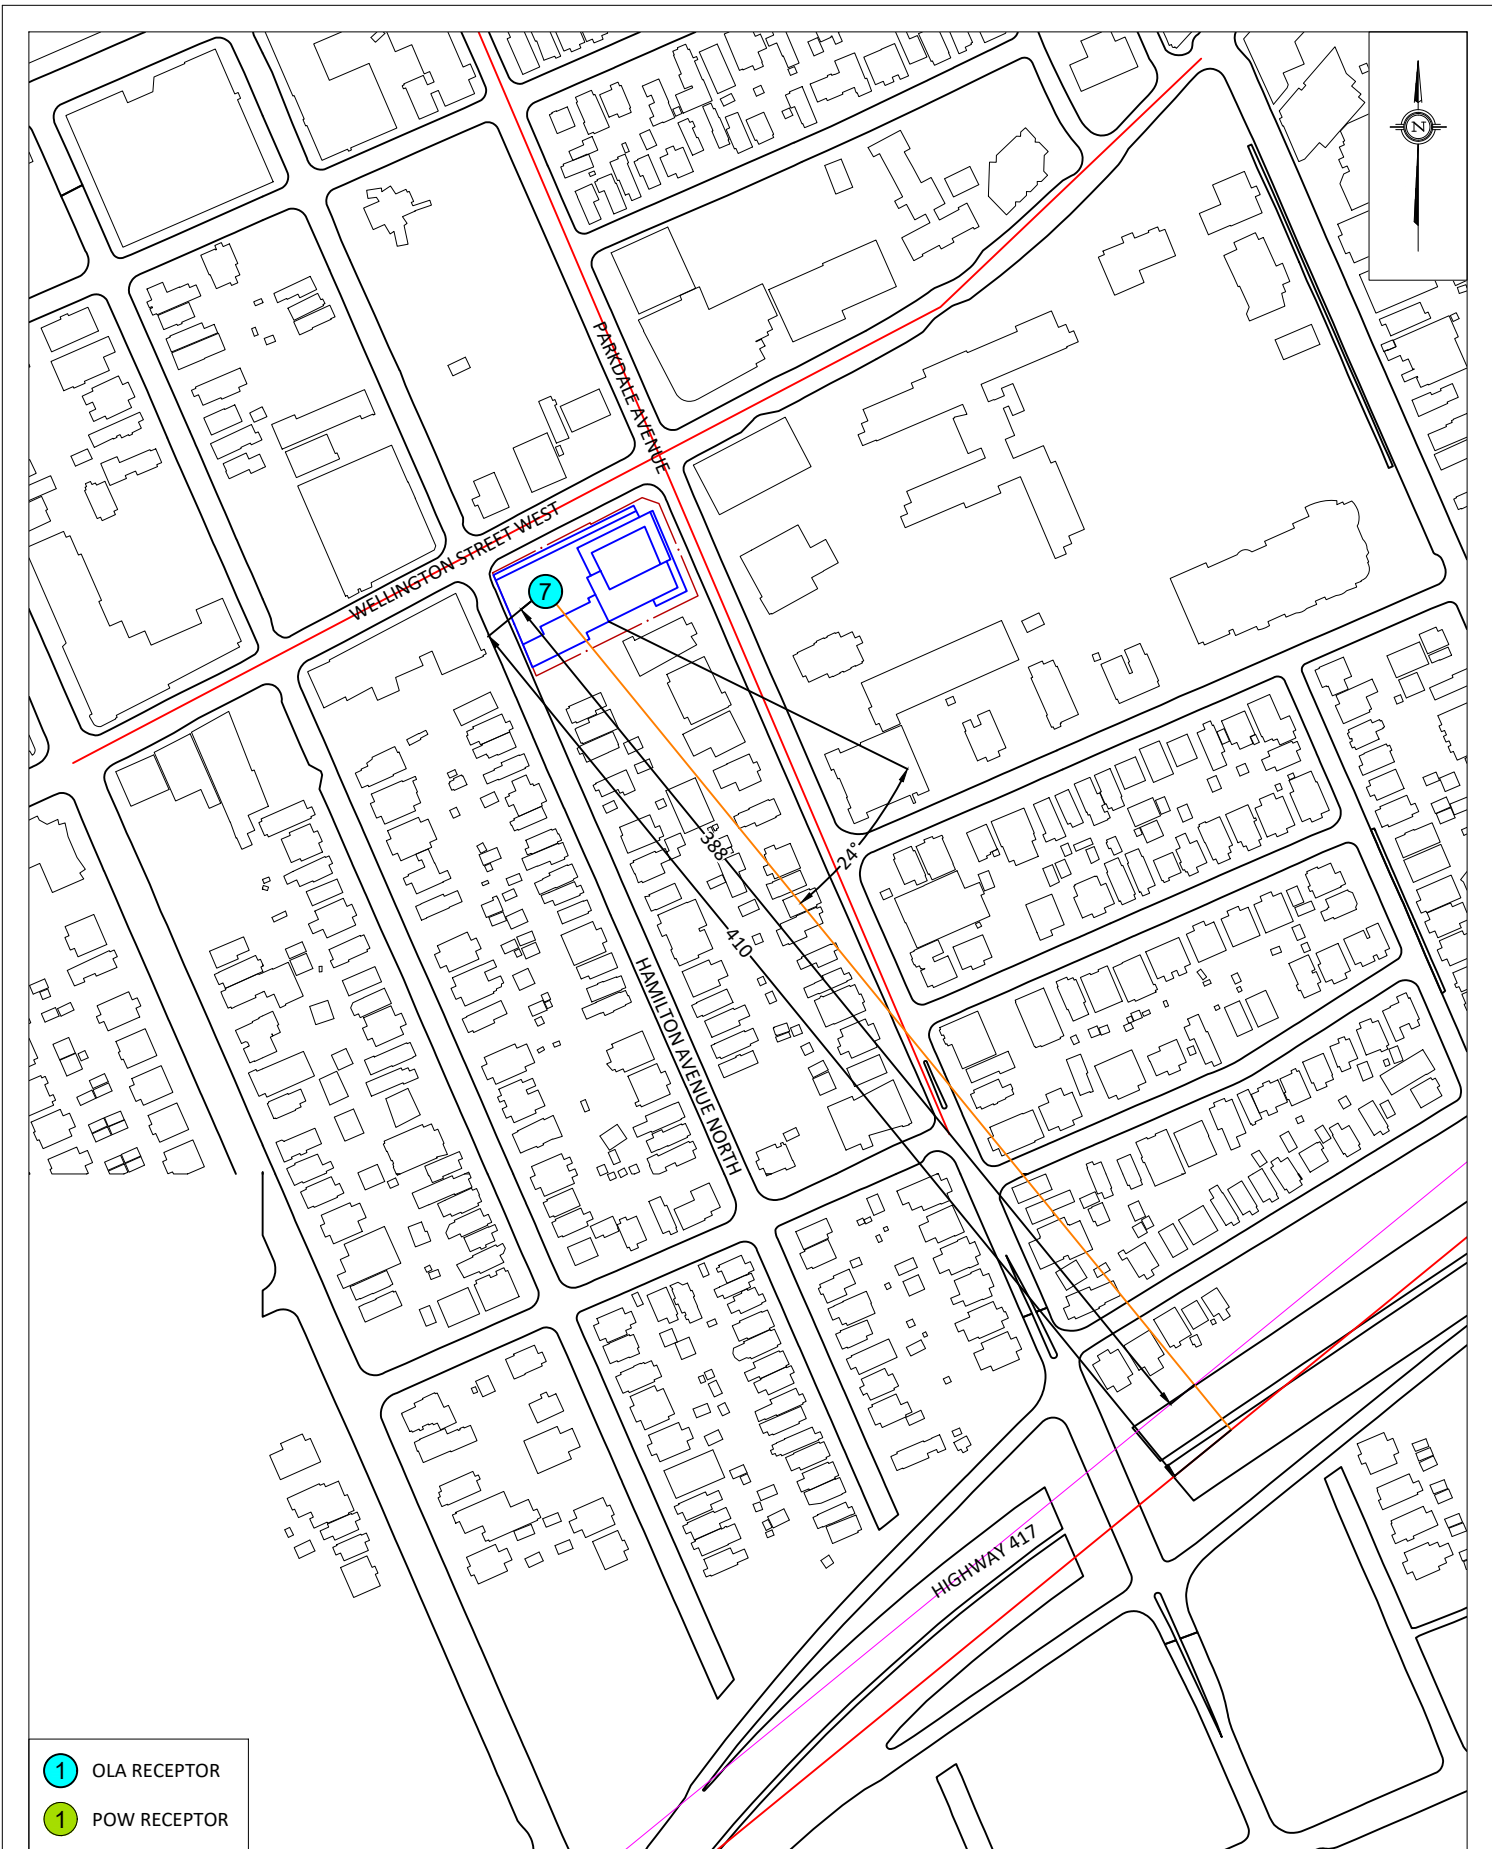 N
PARKDALE AVENUE
WELLINGTON STREET WEST
7
388
24°
410
HAMILTON AVENUE NORTH
HIGHWAY 417
1 OLA RECEPTOR
1 POW RECEPTOR